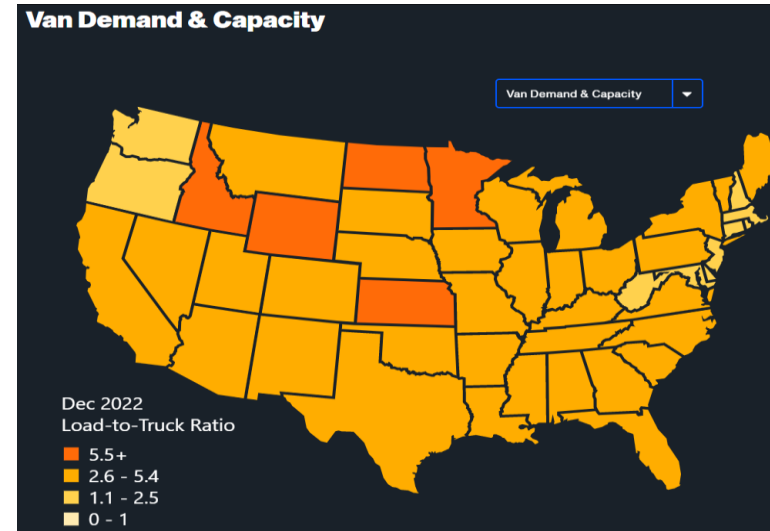 Van Demand & Capacity
Van Demand & Capacity
Dec 2022
Load-to-Truck Ratio
5.5+
2.6 - 5.4
1.1 - 2.5
0 - 1